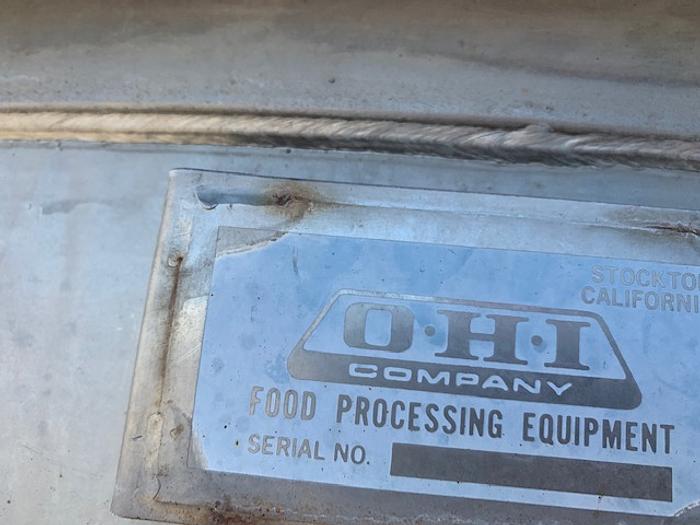 STOCKTO
CALIFORNI
O·H·I
COMPANY
FOOD PROCESSING EQUIPMENT
SERIAL NO.